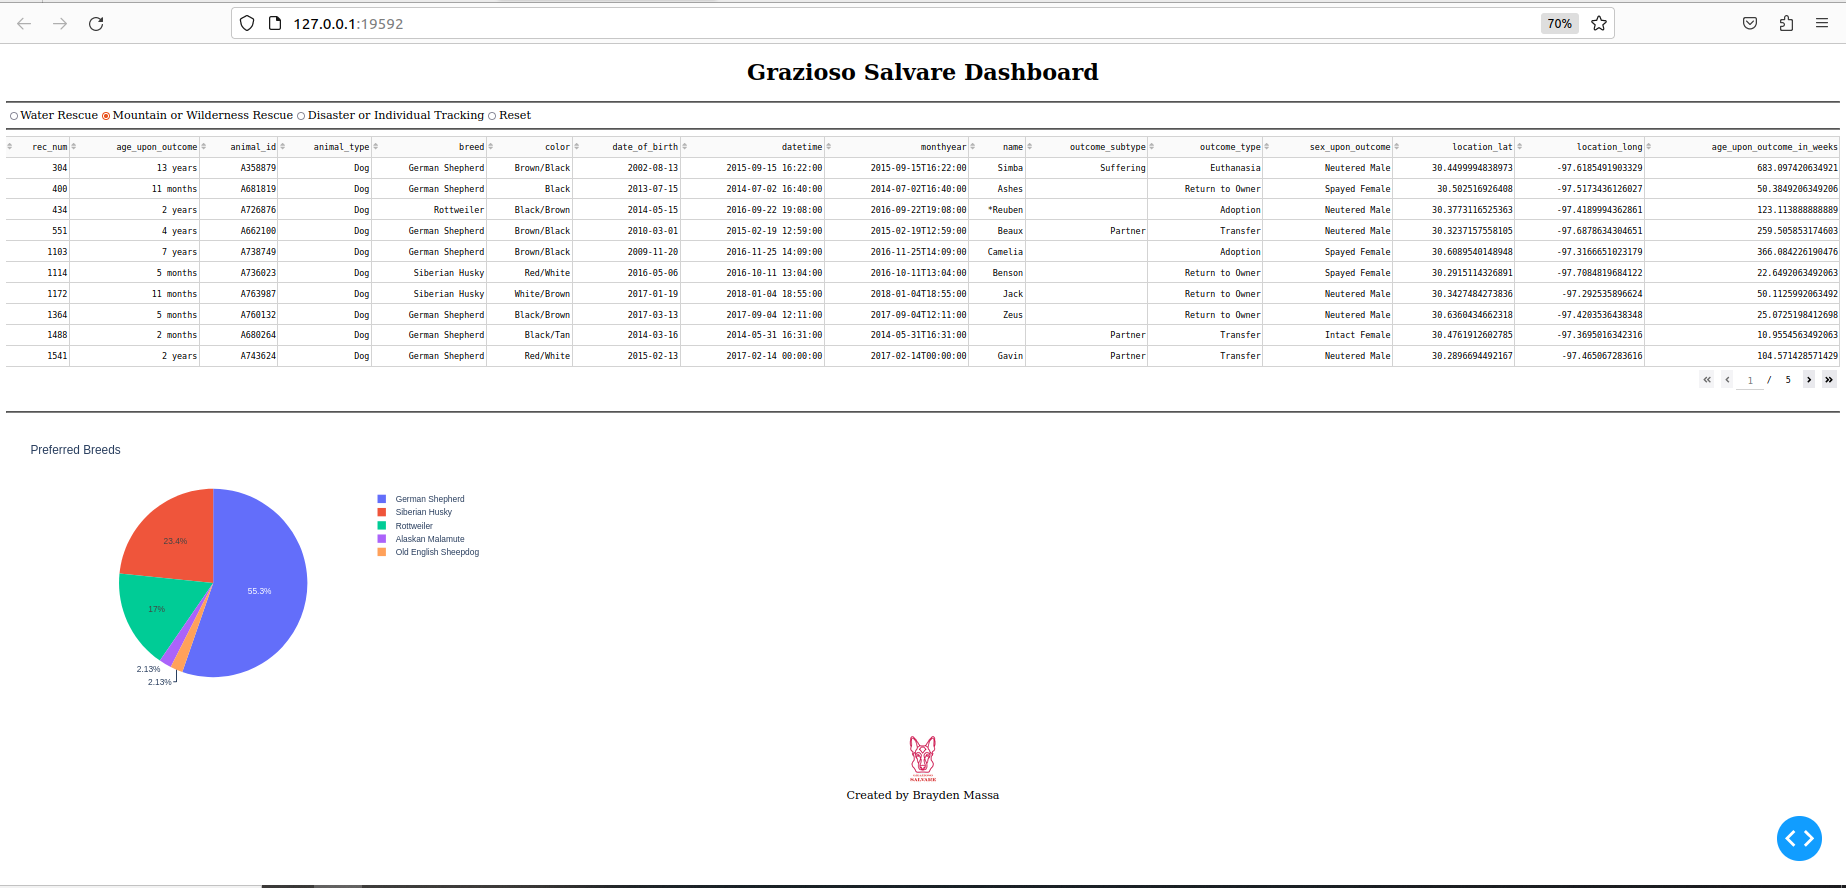 127.0.0.1:19592 70%
Grazioso Salvare Dashboard
Water Rescue Mountain or Wilderness Rescue Disaster or Individual Tracking Reset
rec_num age_upon_outcome animal_id animal_type breed color date_of_birth datetime monthyear name outcome_subtype outcome_type sex_upon_outcome location_lat location_long age_upon_outcome_in_weeks
304 13 years A358879 Dog German Shepherd Brown/Black 2002-08-13 2015-09-15 16:22:00 2015-09-15T16:22:00 Simba Suffering Euthanasia Neutered Male 30.4499994838973 -97.6185491903329 683.097420634921
400 11 months A681819 Dog German Shepherd Black 2013-07-15 2014-07-02 16:40:00 2014-07-02T16:40:00 Ashes Return to Owner Spayed Female 30.502516926408 -97.5173436126027 50.3849206349206
434 2 years A726876 Dog Rottweiler Black/Brown 2014-05-15 2016-09-22 19:08:00 2016-09-22T19:08:00 *Reuben Adoption Neutered Male 30.3773116525363 -97.4189994362861 123.113888888889
551 4 years A662100 Dog German Shepherd Brown/Black 2010-03-01 2015-02-19 12:59:00 2015-02-19T12:59:00 Beaux Partner Transfer Neutered Male 30.3237157558105 -97.6878634304651 259.505853174603
1103 7 years A738749 Dog German Shepherd Brown/Black 2009-11-20 2016-11-25 14:09:00 2016-11-25T14:09:00 Camelia Adoption Spayed Female 30.6089540148948 -97.3166651023179 366.084226190476
1114 5 months A736023 Dog Siberian Husky Red/White 2016-05-06 2016-10-11 13:04:00 2016-10-11T13:04:00 Benson Return to Owner Spayed Female 30.2915114326891 -97.7084819684122 22.6492063492063
1172 11 months A763987 Dog Siberian Husky White/Brown 2017-01-19 2018-01-04 18:55:00 2018-01-04T18:55:00 Jack Return to Owner Neutered Male 30.3427484273836 -97.292535896624 50.1125992063492
1364 5 months A760132 Dog German Shepherd Black/Brown 2017-03-13 2017-09-04 12:11:00 2017-09-04T12:11:00 Zeus Return to Owner Neutered Male 30.6360434662318 -97.4203536438348 25.0725198412698
1488 2 months A680264 Dog German Shepherd Black/Tan 2014-03-16 2014-05-31 16:31:00 2014-05-31T16:31:00 Partner Transfer Intact Female 30.4761912602785 -97.3695016342316 10.9554563492063
1541 2 years A743624 Dog German Shepherd Red/White 2015-02-13 2017-02-14 00:00:00 2017-02-14T00:00:00 Gavin Partner Transfer Neutered Male 30.2896694492167 -97.465067283616 104.571428571429
1 / 5
Preferred Breeds
German Shepherd
Siberian Husky
Rottweiler
Alaskan Malamute
Old English Sheepdog
23.4%
55.3%
17%
2.13%
2.13%
SALVARE
Created by Brayden Massa